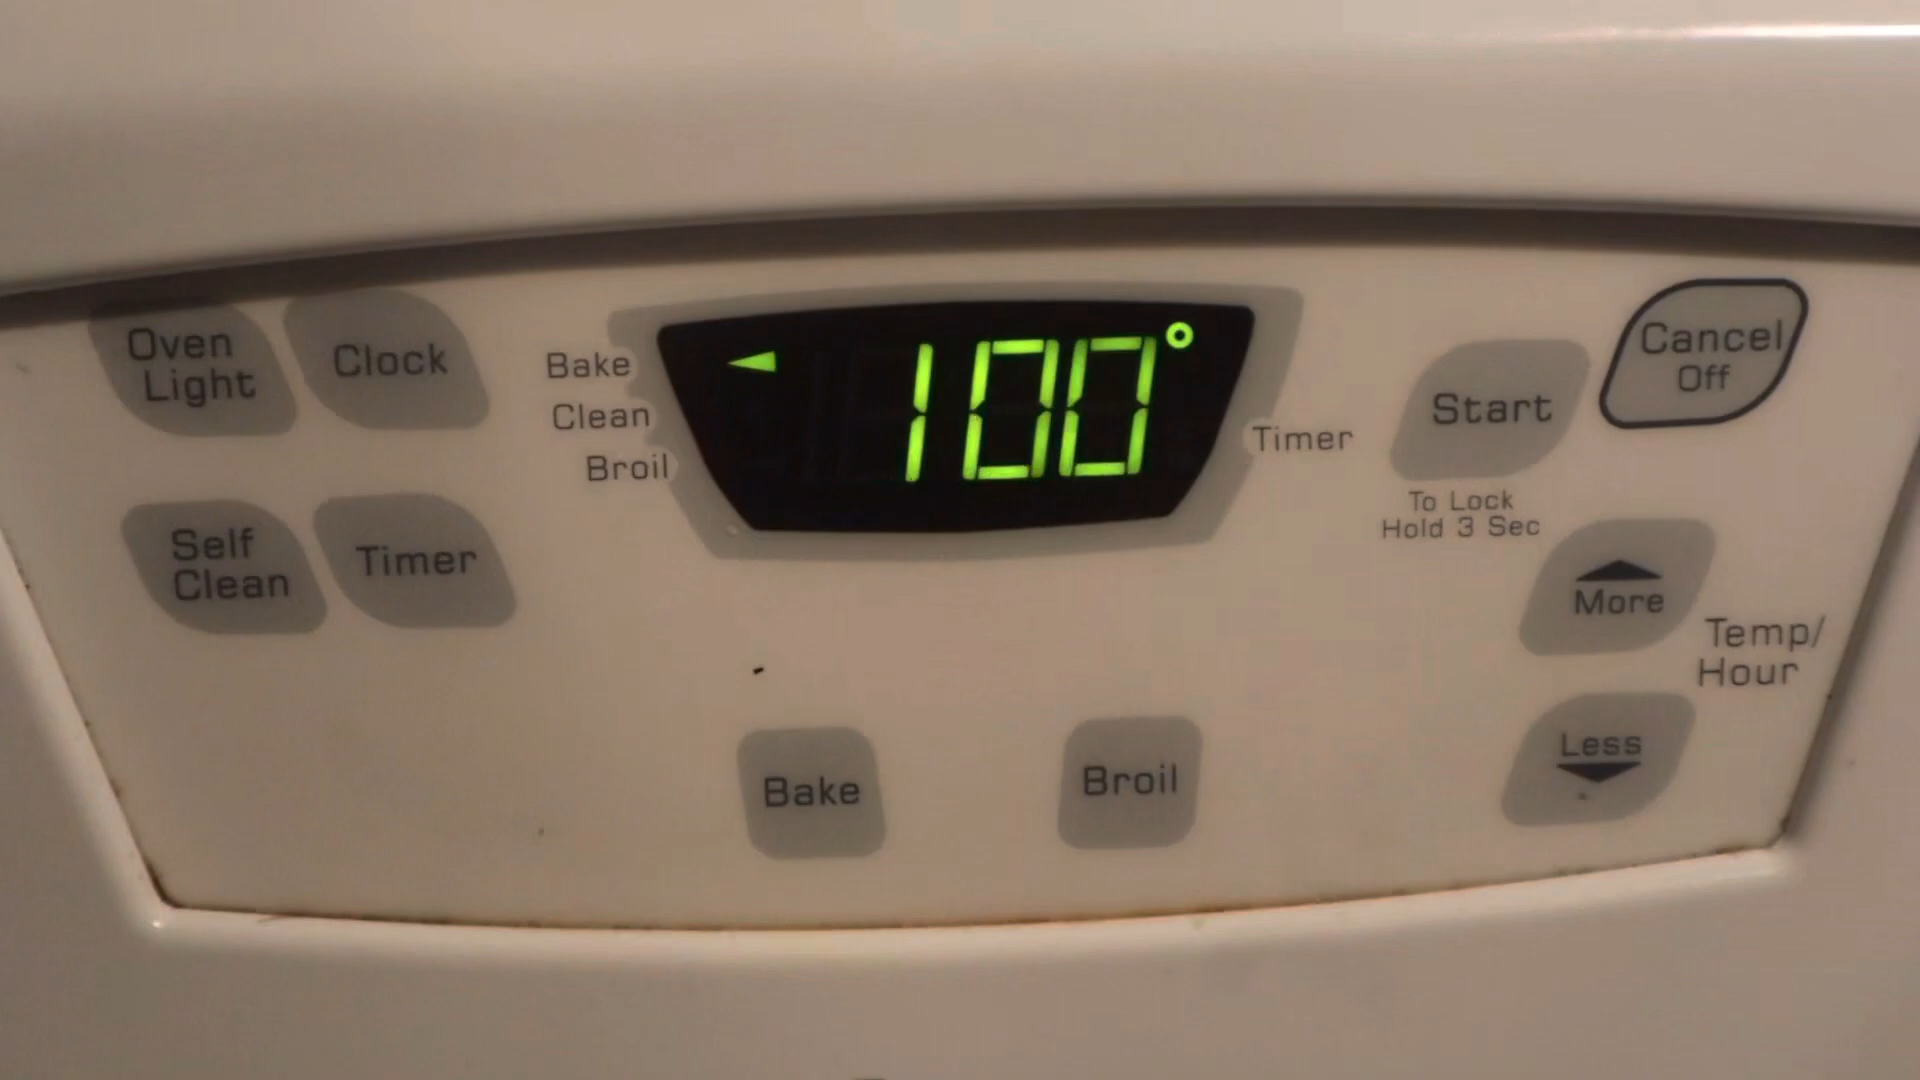 Oven
Light
Clock
Self
Clean
Timer
Bake
Clean
Broil
100°
Timer
Start
To Lock
Hold 3 Sec
Cancel
Off
More
Temp/
Hour
Less
Bake
Broil